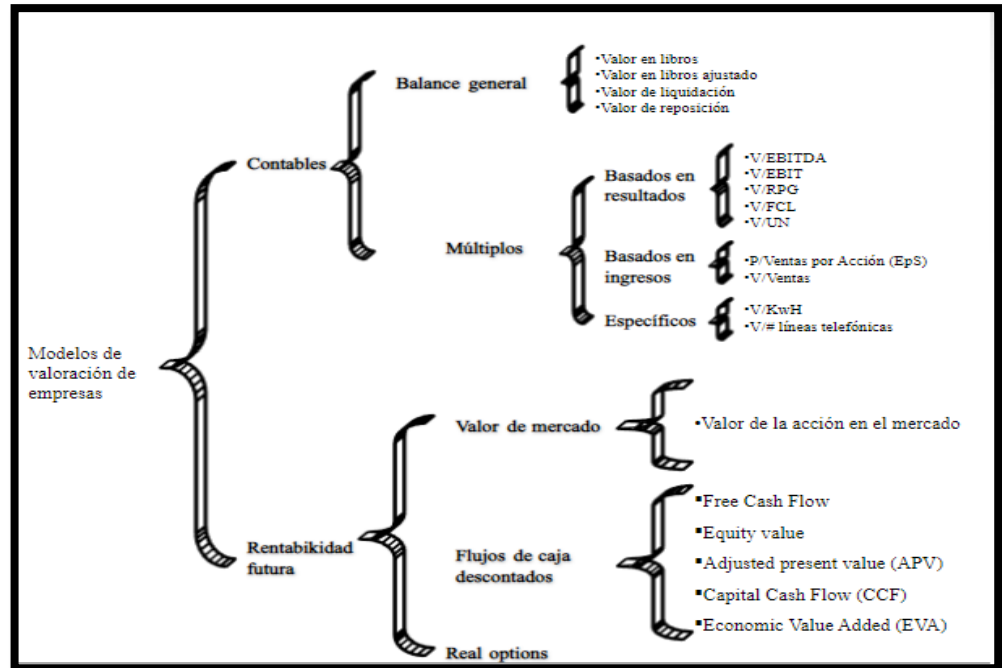 Modelos de
valoración de
empresas
Contables
Balance general
•Valor en libros
•Valor en libros ajustado
•Valor de liquidación
•Valor de reposición
Múltiplos
Basados en
resultados
•V/EBITDA
•V/EBIT
•V/RPG
•V/FCL
•V/UN
Basados en
ingresos
•P/Ventas por Acción (EpS)
•V/Ventas
Específicos
•V/KwH
•V/# líneas telefónicas
Rentabikidad
futura
Valor de mercado
•Valor de la acción en el mercado
Flujos de caja
descontados
▪Free Cash Flow
▪Equity value
▪Adjusted present value (APV)
▪Capital Cash Flow (CCF)
▪Economic Value Added (EVA)
Real options